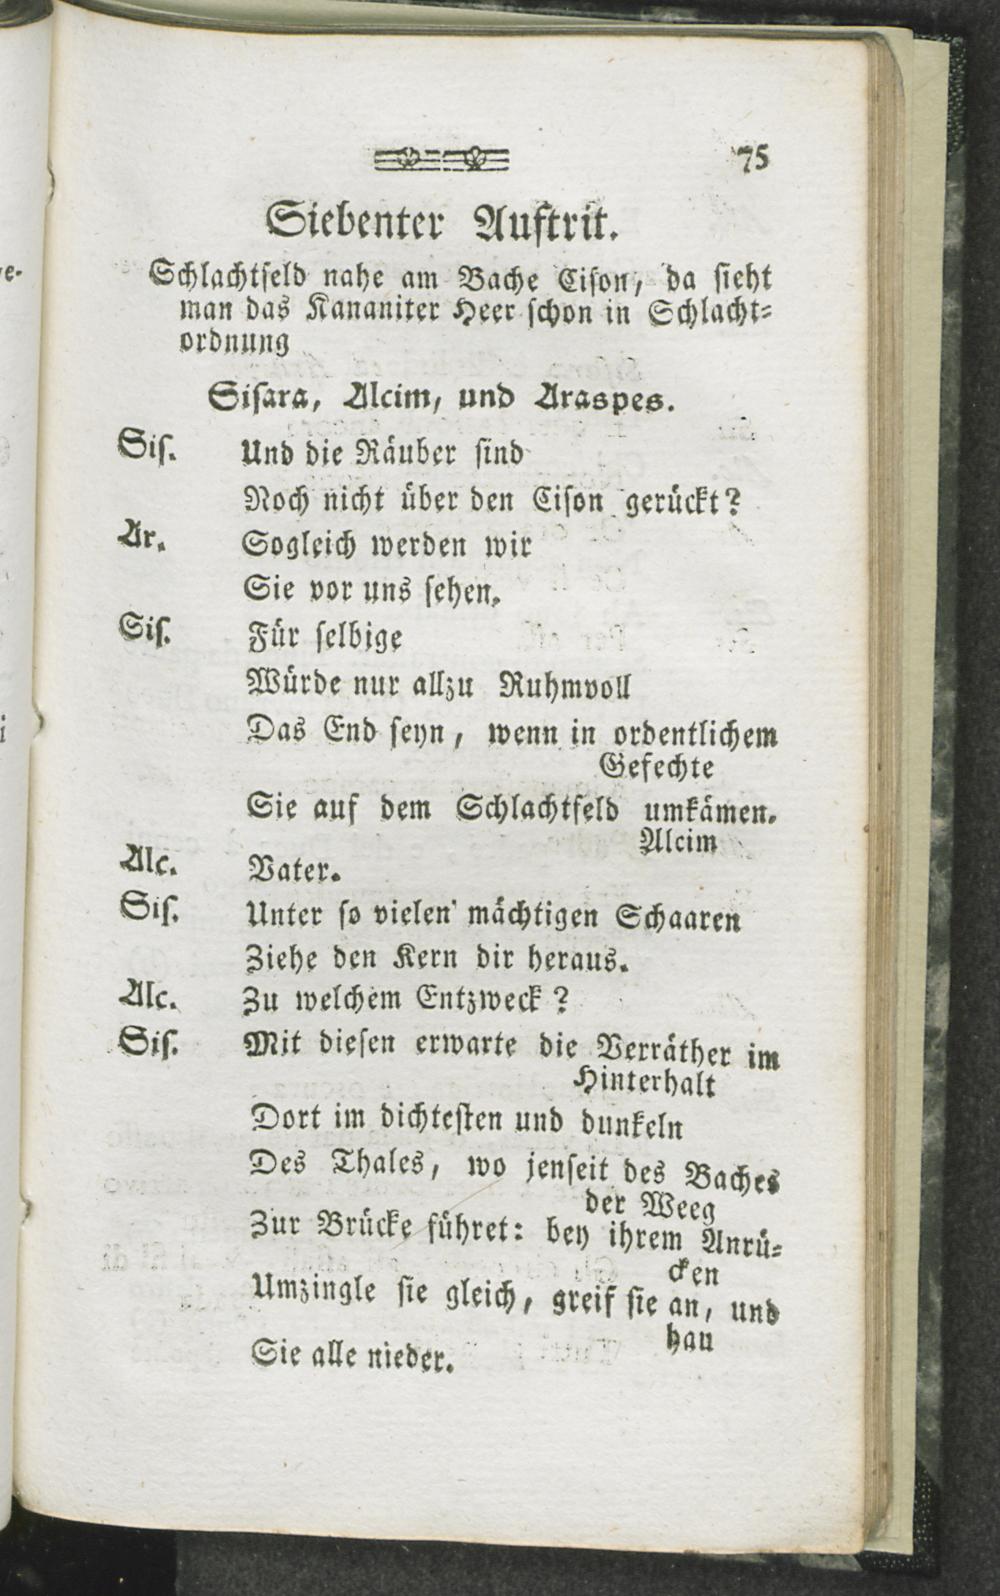 75
Siebenter Auftrit.
Schlachtfeld nahe am Bache Cison, da sieht
man das Kananiter Heer schon in Schlacht=
ordnung
Sisara, Alcim, und Araspes.
Sis. Und die Räuber sind
Noch nicht über den Cison gerückt?
Ar. Sogleich werden wir
Sie vor uns sehen.
Sis. Für selbige
Würde nur allzu Ruhmvoll
Das End seyn, wenn in ordentlichem
Gefechte
Sie auf dem Schlachtfeld umkämen.
Alcim
Alc. Vater.
Sis. Unter so vielen mächtigen Schaaren
Ziehe den Kern dir heraus.
Alc. Zu welchem Entzweck?
Sis. Mit diesen erwarte die Verräther im
Hinterhalt
Dort im dichtesten und dunkeln
Des Thales, wo jenseit des Baches
der Weeg
Zur Brücke führet: bey ihrem Anrü=
cken
Umzingle sie gleich, greif sie an, und
hau
Sie alle nieder.